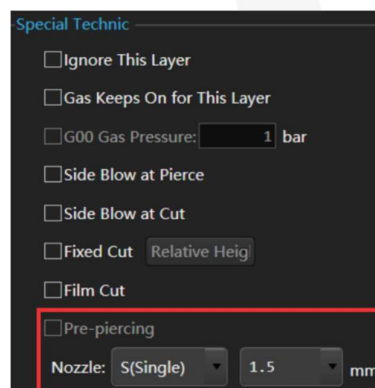 Special Technic
Ignore This Layer
Gas Keeps On for This Layer
G00 Gas Pressure: 1 bar
Side Blow at Pierce
Side Blow at Cut
Fixed Cut Relative Heig
Film Cut
Pre-piercing
Nozzle: S(Single) 1.5 mm